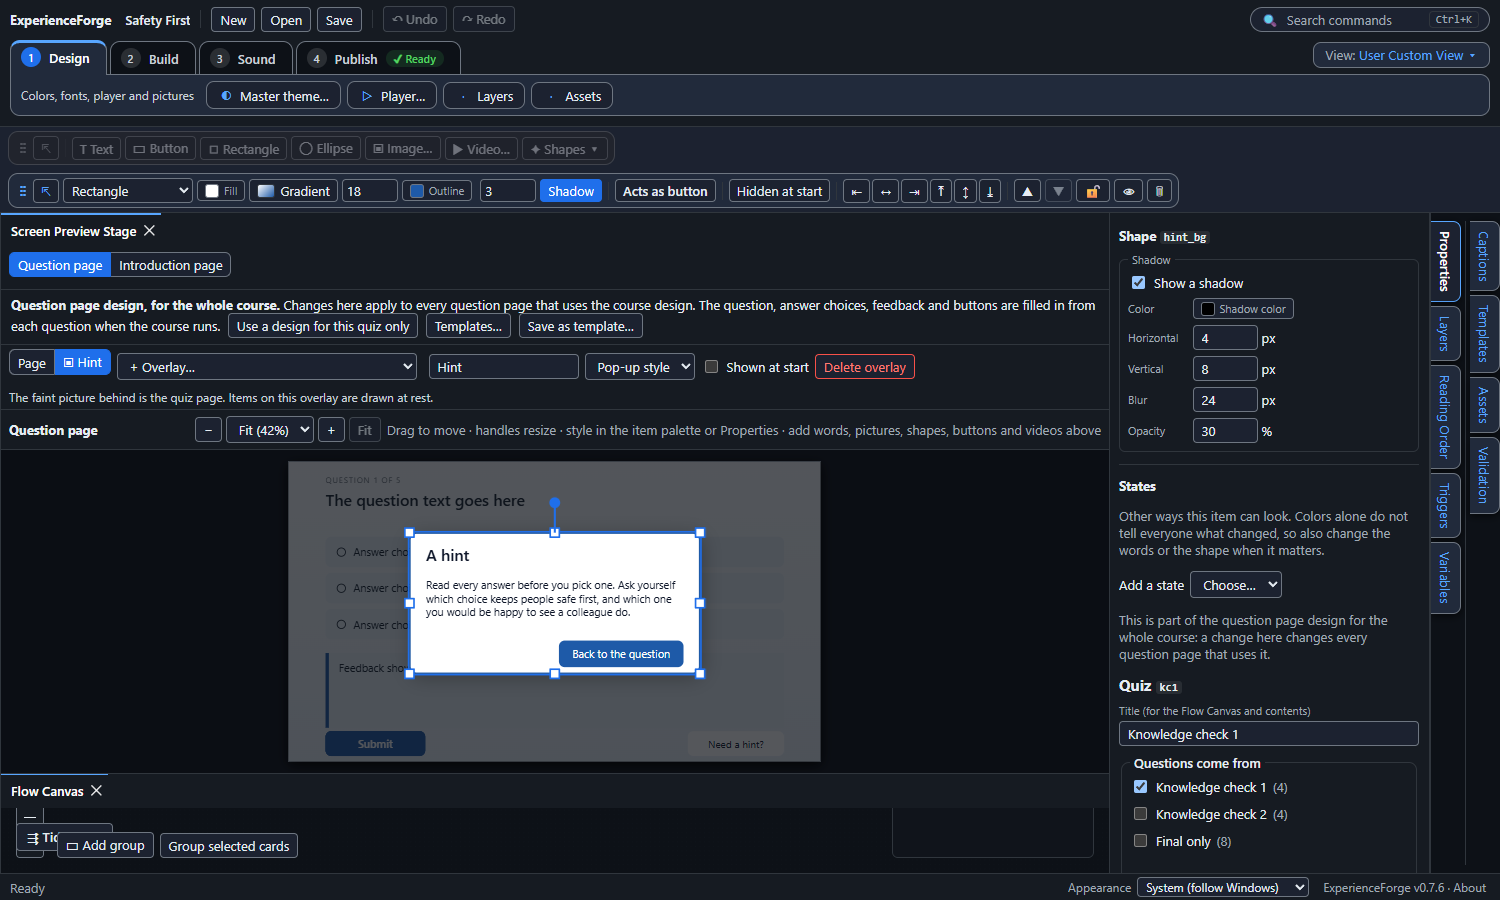 ExperienceForge Safety First New Open Save Undo Redo Search commands Ctrl+K
1 Design 2 Build 3 Sound 4 Publish ✓ Ready View: User Custom View
Colors, fonts, player and pictures Master theme... Player... Layers Assets
T Text Button Rectangle Ellipse Image... Video... Shapes
Rectangle Fill Gradient 18 Outline 3 Shadow Acts as button Hidden at start
Screen Preview Stage
Question page Introduction page
Question page design, for the whole course. Changes here apply to every question page that uses the course design. The question, answer choices, feedback and buttons are filled in from
each question when the course runs. Use a design for this quiz only Templates... Save as template...
Page Hint + Overlay... Hint Pop-up style Shown at start Delete overlay
The faint picture behind is the quiz page. Items on this overlay are drawn at rest.
Question page − Fit (42%) + Fit Drag to move · handles resize · style in the item palette or Properties · add words, pictures, shapes, buttons and videos above
QUESTION 1 OF 5
The question text goes here
Answer cho
Answer cho
Answer cho
Feedback sho
Submit
Need a hint?
A hint
Read every answer before you pick one. Ask yourself
which choice keeps people safe first, and which one
you would be happy to see a colleague do.
Back to the question
Flow Canvas
Add group Group selected cards
Shape hint_bg
Shadow
Show a shadow
Color Shadow color
Horizontal 4 px
Vertical 8 px
Blur 24 px
Opacity 30 %
States
Other ways this item can look. Colors alone do not
tell everyone what changed, so also change the
words or the shape when it matters.
Add a state Choose...
This is part of the question page design for the
whole course: a change here changes every
question page that uses it.
Quiz kc1
Title (for the Flow Canvas and contents)
Knowledge check 1
Questions come from
Knowledge check 1 (4)
Knowledge check 2 (4)
Final only (8)
Properties
Layers
Reading Order
Triggers
Variables
Captions
Templates
Assets
Validation
Ready Appearance System (follow Windows) ExperienceForge v0.7.6 · About